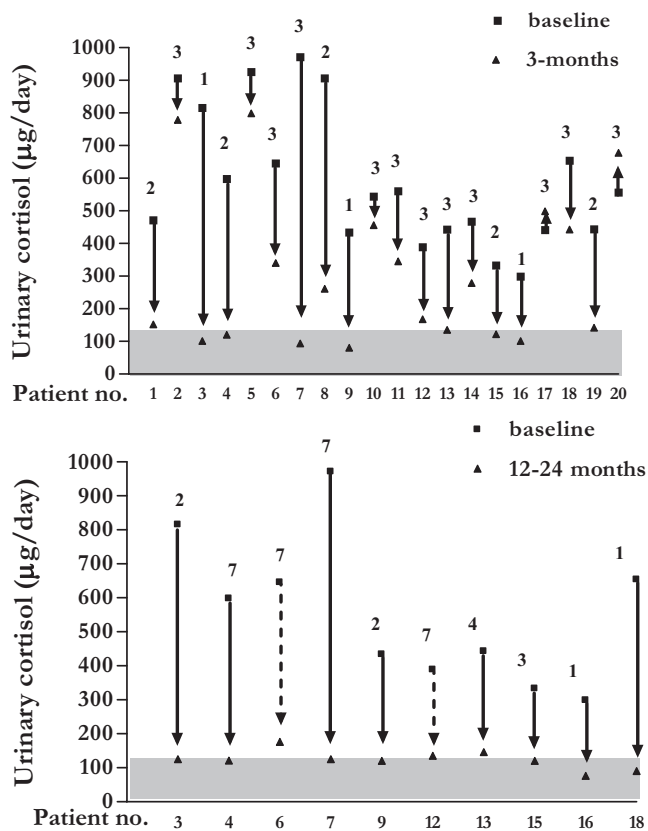 baseline
3-months
Urinary cortisol (µg/day)
1000
900
800
700
600
500
400
300
200
100
0
2 3 1 2 3 3 3 2 1 3 3 3 3 3 2 1 3 3 2 3
Patient no. 1 2 3 4 5 6 7 8 9 10 11 12 13 14 15 16 17 18 19 20
baseline
12-24 months
Urinary cortisol (µg/day)
1000
900
800
700
600
500
400
300
200
100
0
2 7 7 7 2 7 4 3 1 1
Patient no. 3 4 6 7 9 12 13 15 16 18